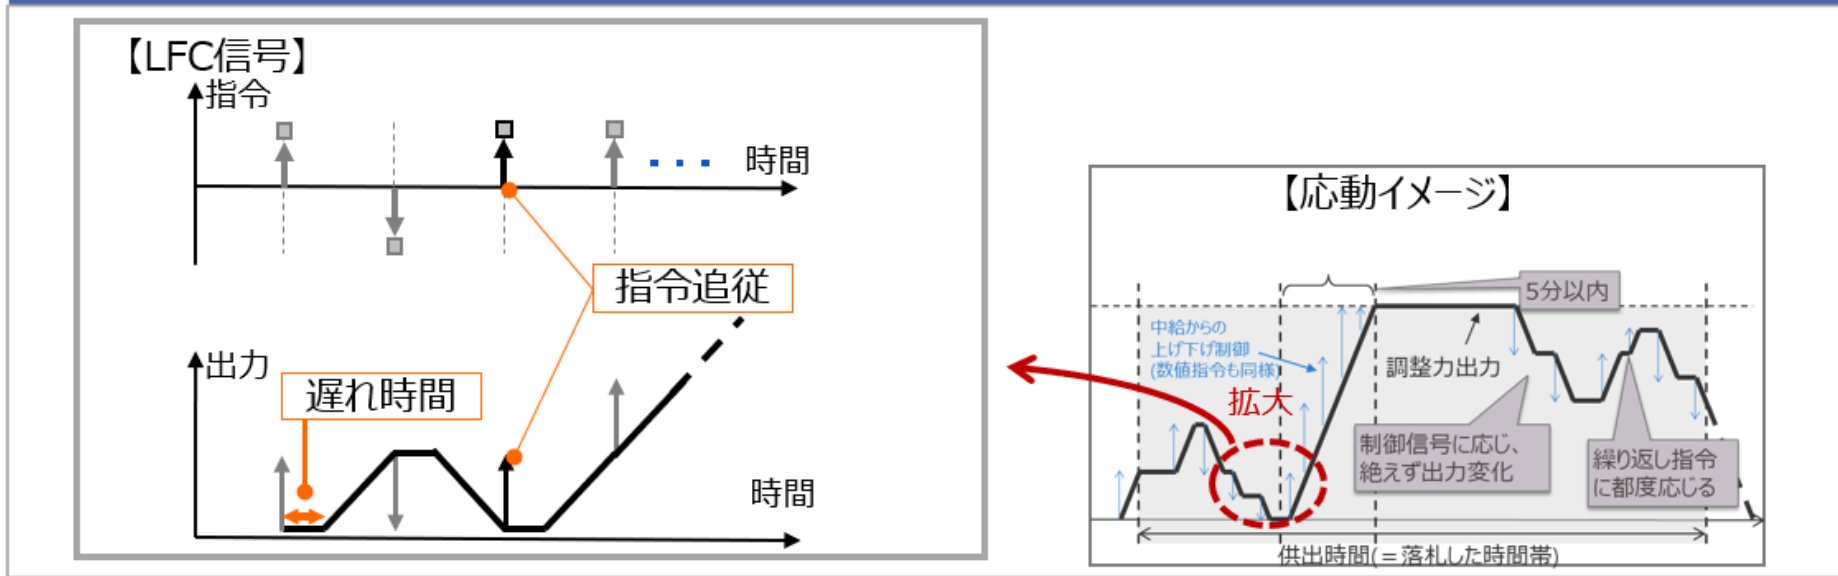 【LFC信号】
指令
時間
指令追従
出力
遅れ時間
時間
【応動イメージ】
5分以内
中給からの
上げ下げ制御
(数値指令も同様)
調整力出力
拡大
制御信号に応じ、
絶えず出力変化
繰り返し指令
に都度応じる
供出時間(=落札した時間帯)